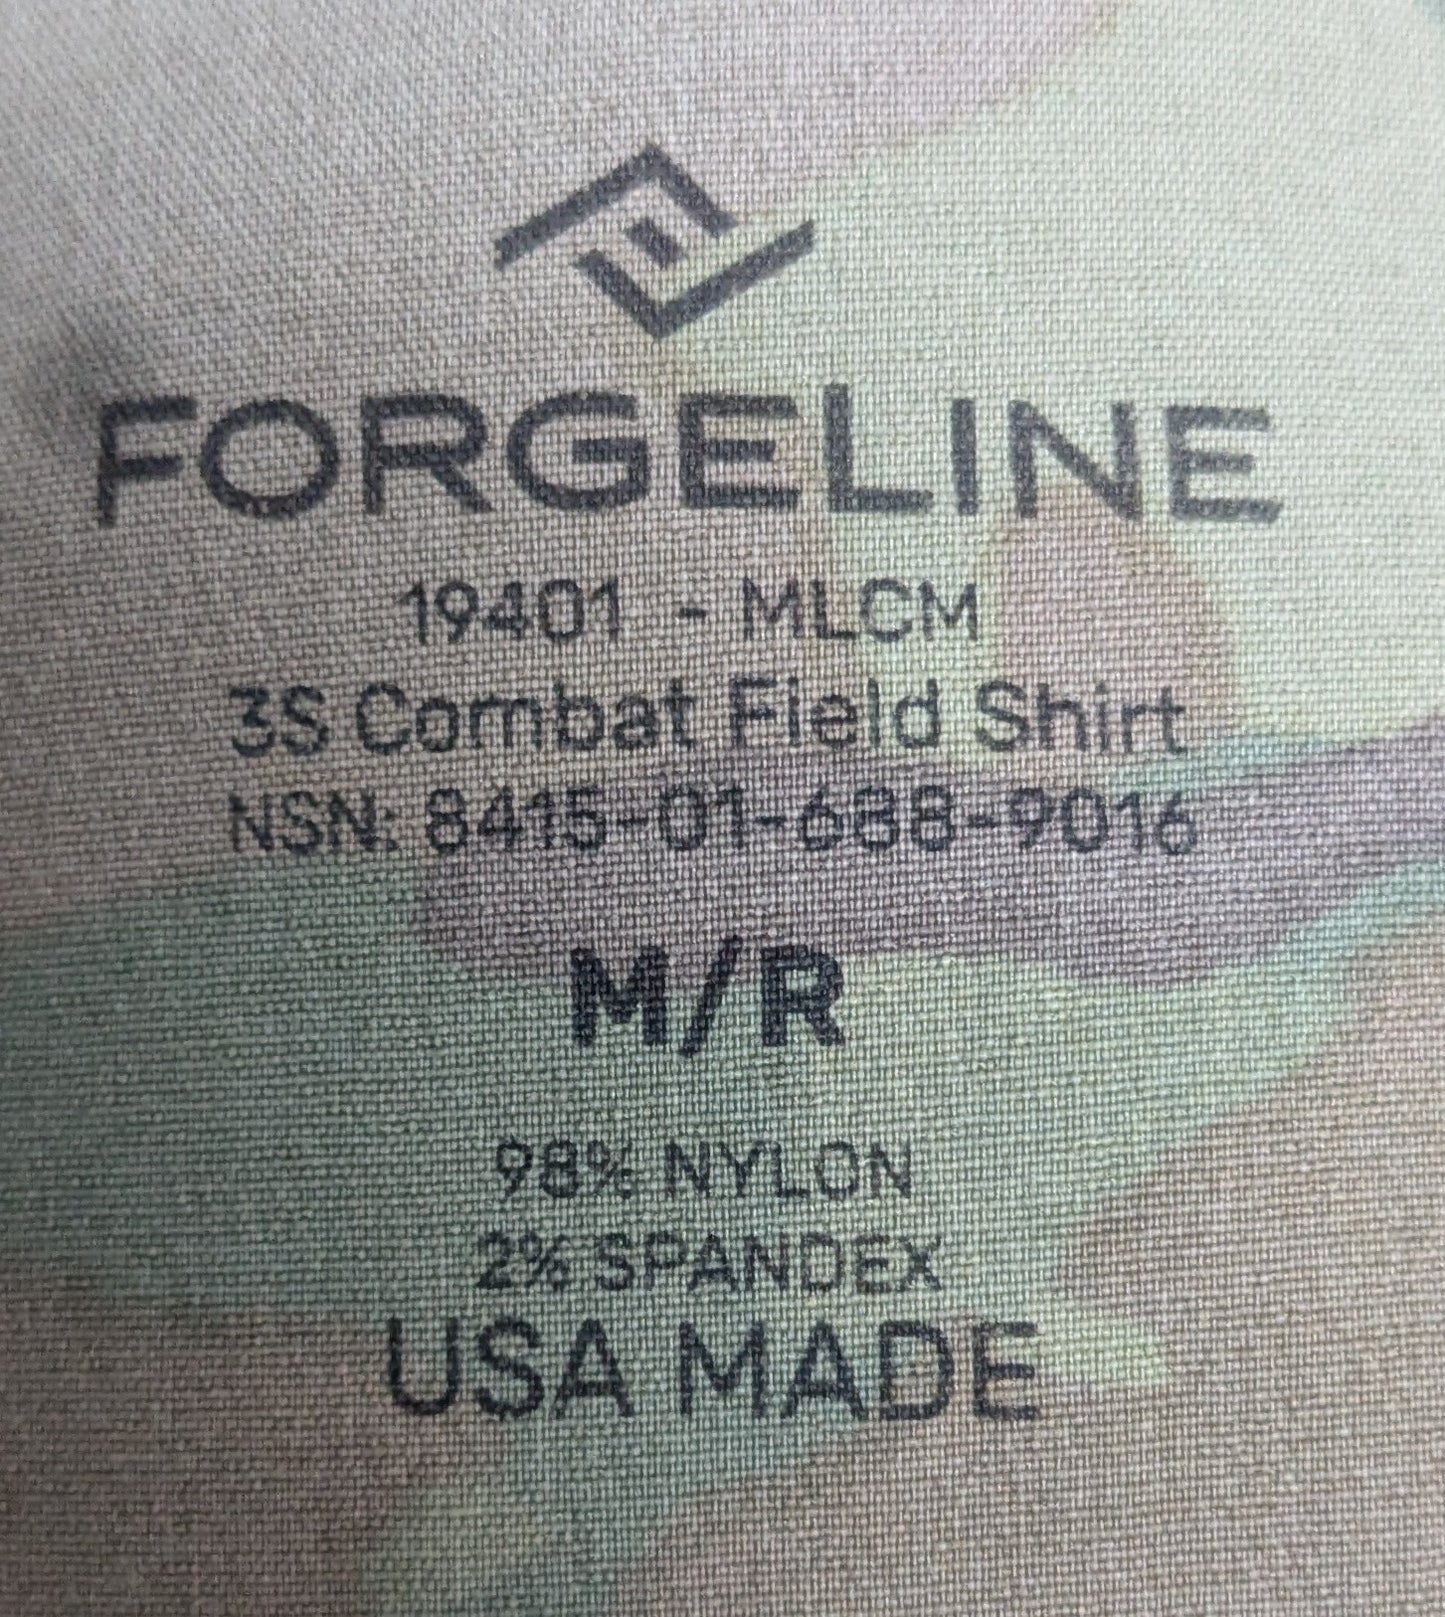 FORGELINE
19401 - MLCM
3S Combat Field Shirt
NSN: 8415-01-688-9016
M/R
98% NYLON
2% SPANDEX
USA MADE